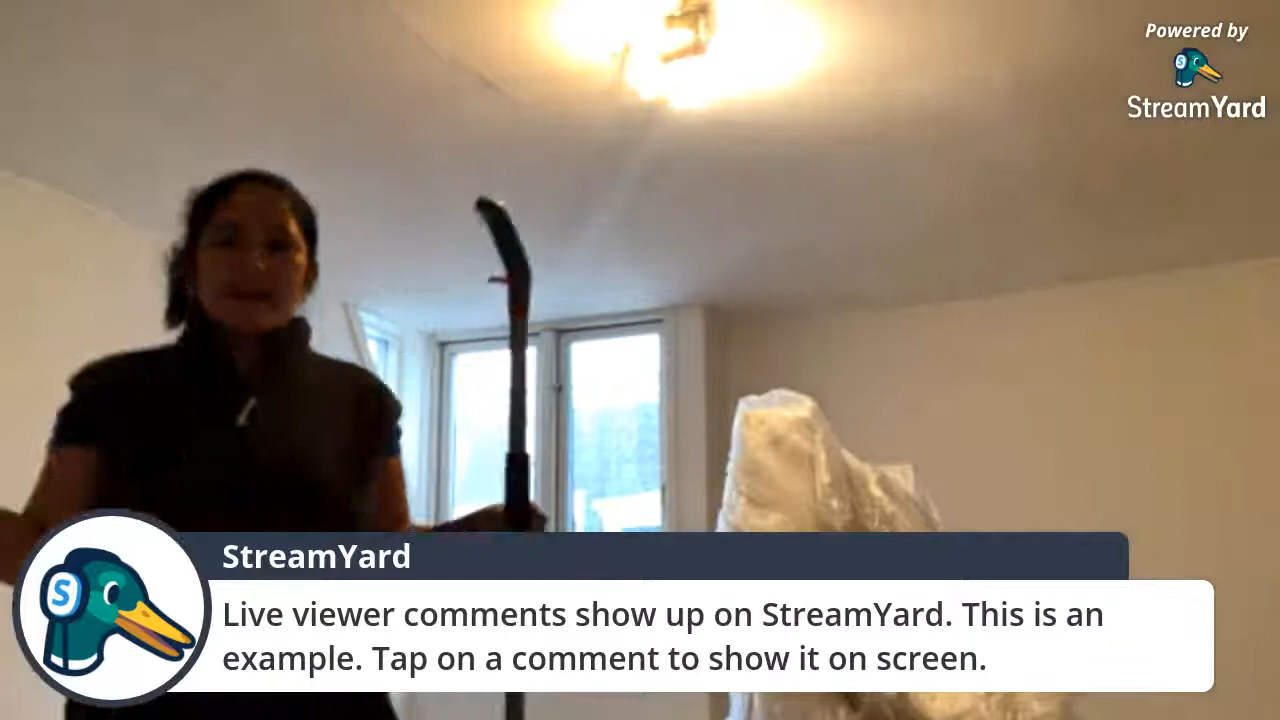 Powered by
StreamYard
StreamYard
Live viewer comments show up on StreamYard. This is an
example. Tap on a comment to show it on screen.